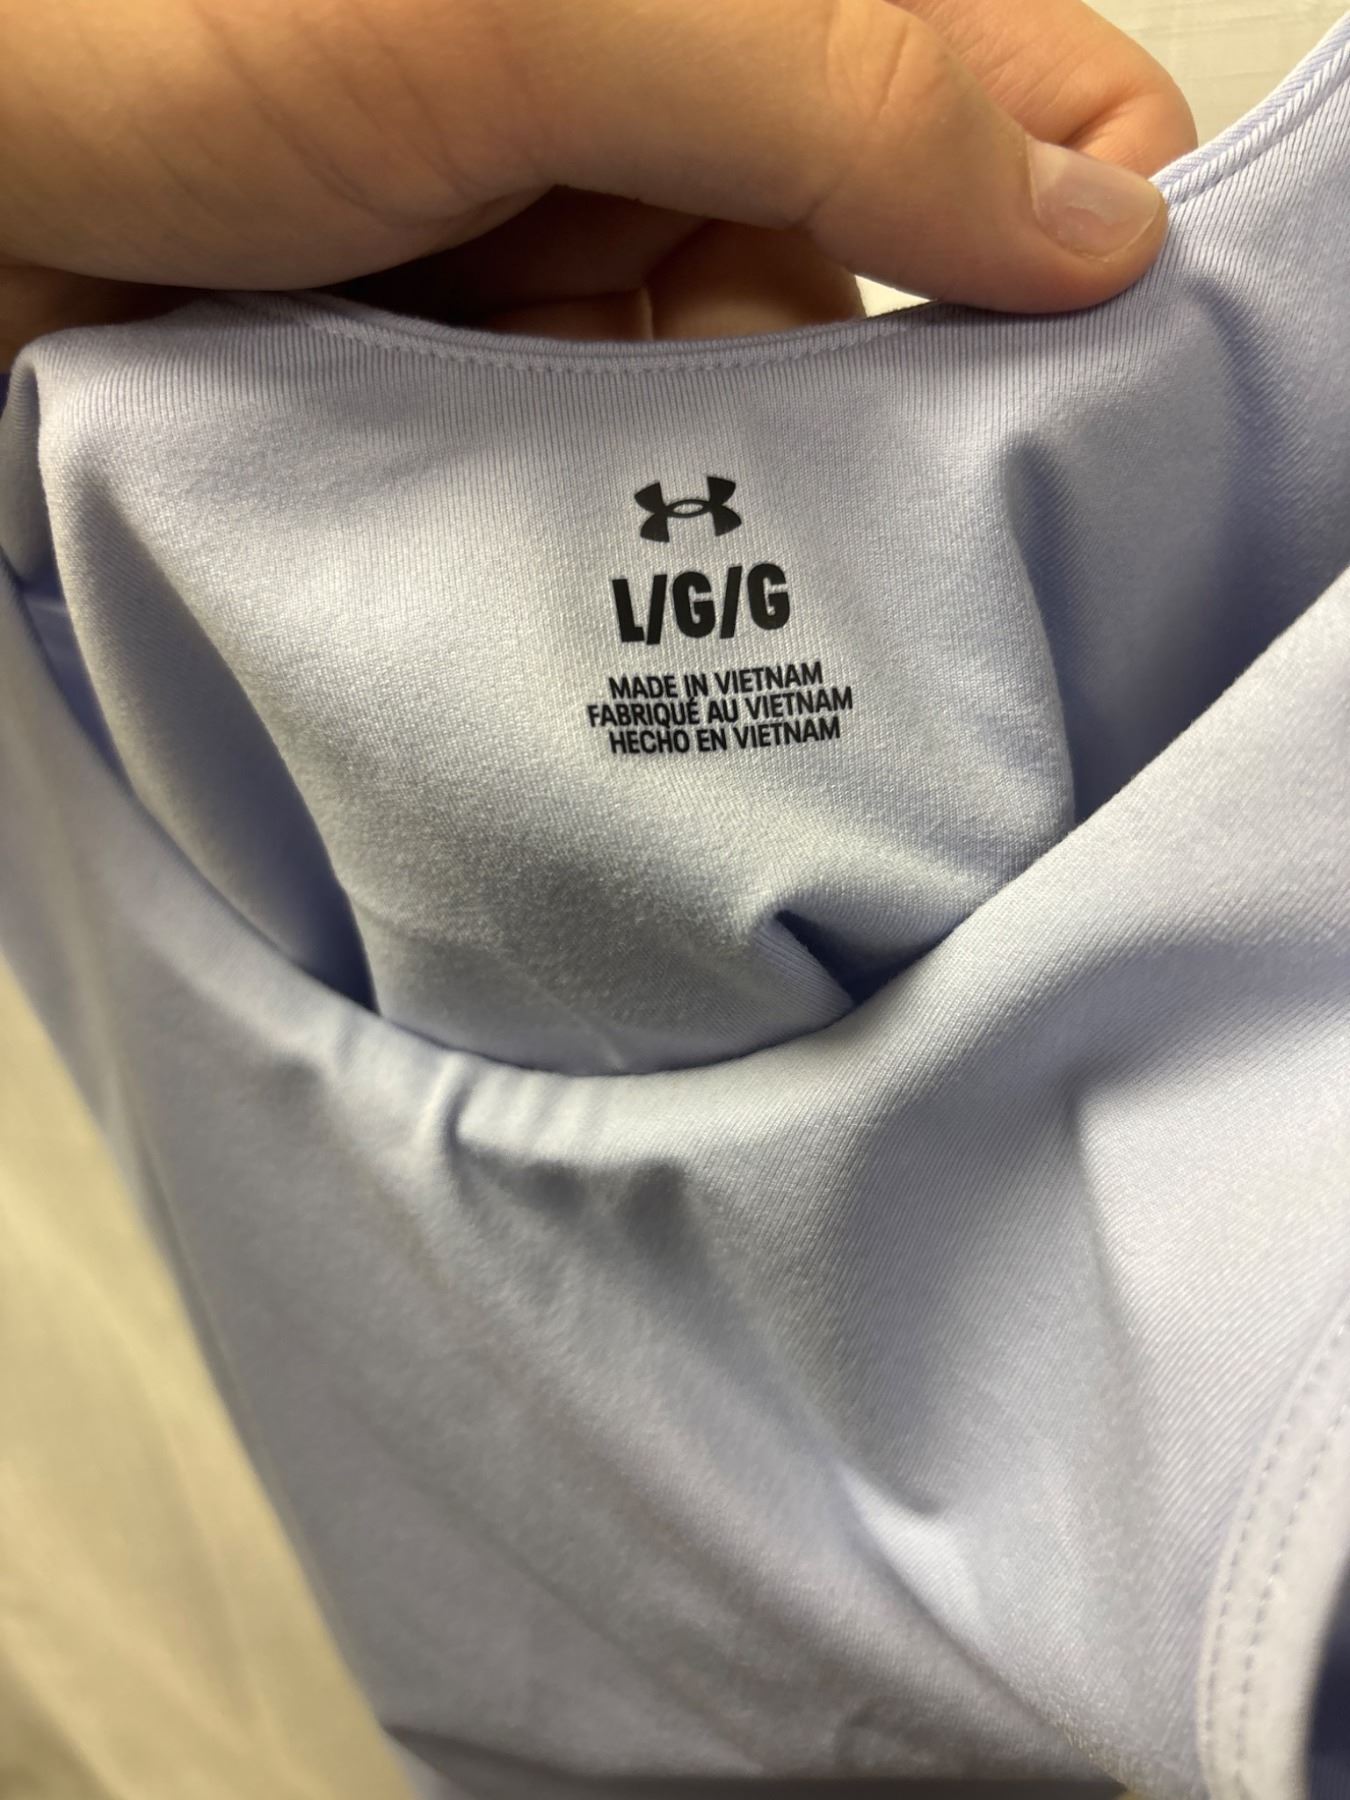 L/G/G
MADE IN VIETNAM
FABRIQUÉ AU VIETNAM
HECHO EN VIETNAM